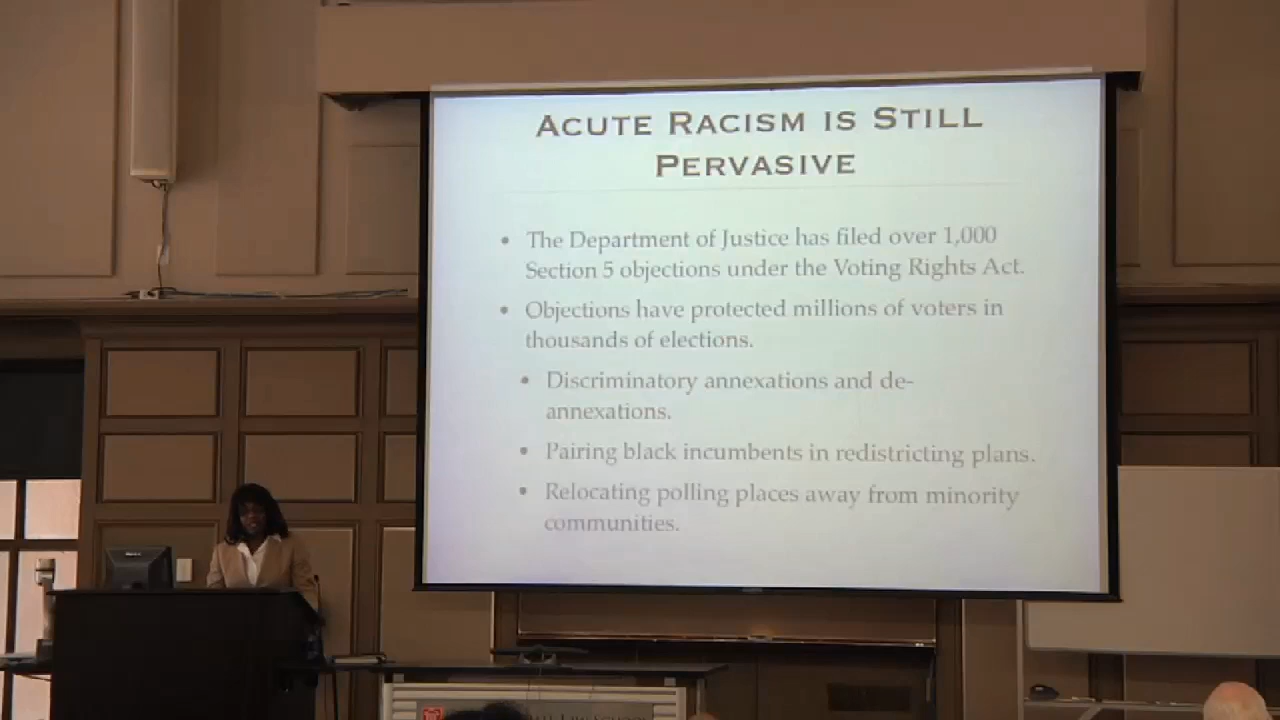 ACUTE RACISM IS STILL
PERVASIVE
• The Department of Justice has filed over 1,000
Section 5 objections under the Voting Rights Act.
• Objections have protected millions of voters in
thousands of elections.
• Discriminatory annexations and de-
annexations.
• Pairing black incumbents in redistricting plans.
• Relocating polling places away from minority
communities.